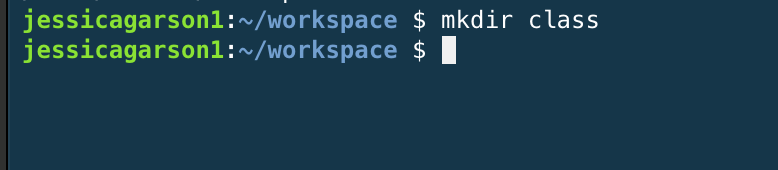 jessicagarson1:~/workspace $ mkdir class
jessicagarson1:~/workspace $